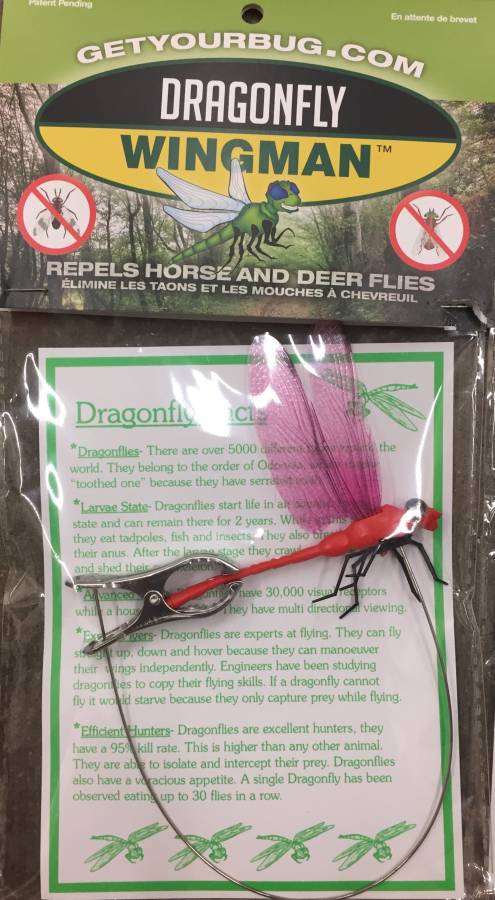 Patent Pending
En attente de brevet
GETYOURBUG.COM
DRAGONFLY
WINGMAN™
REPELS HORSE AND DEER FLIES
ÉLIMINE LES TAONS ET LES MOUCHES À CHEVREUIL
Dragonfly
*Dragonflies- There are over 5000 the
world. They belong to the order of
"toothed one" because they have
*Larvae State- Dragonflies start life in an
state and can remain there for 2 years.
they eat tadpoles, fish and insects. They also
their anus. After the stage they
and shed their
*Advanced have 30,000 visual receptors
while a They have multi directional viewing.
Dragonflies are experts at flying. They can fly
straight up, down and hover because they can manoeuver
their wings independently. Engineers have been studying
dragonflies to copy their flying skills. If a dragonfly cannot
fly it would starve because they only capture prey while flying.
*Efficient Hunters- Dragonflies are excellent hunters, they
have a 95% kill rate. This is higher than any other animal.
They are able to isolate and intercept their prey. Dragonflies
also have a voracious appetite. A single Dragonfly has been
observed eating up to 30 flies in a row.